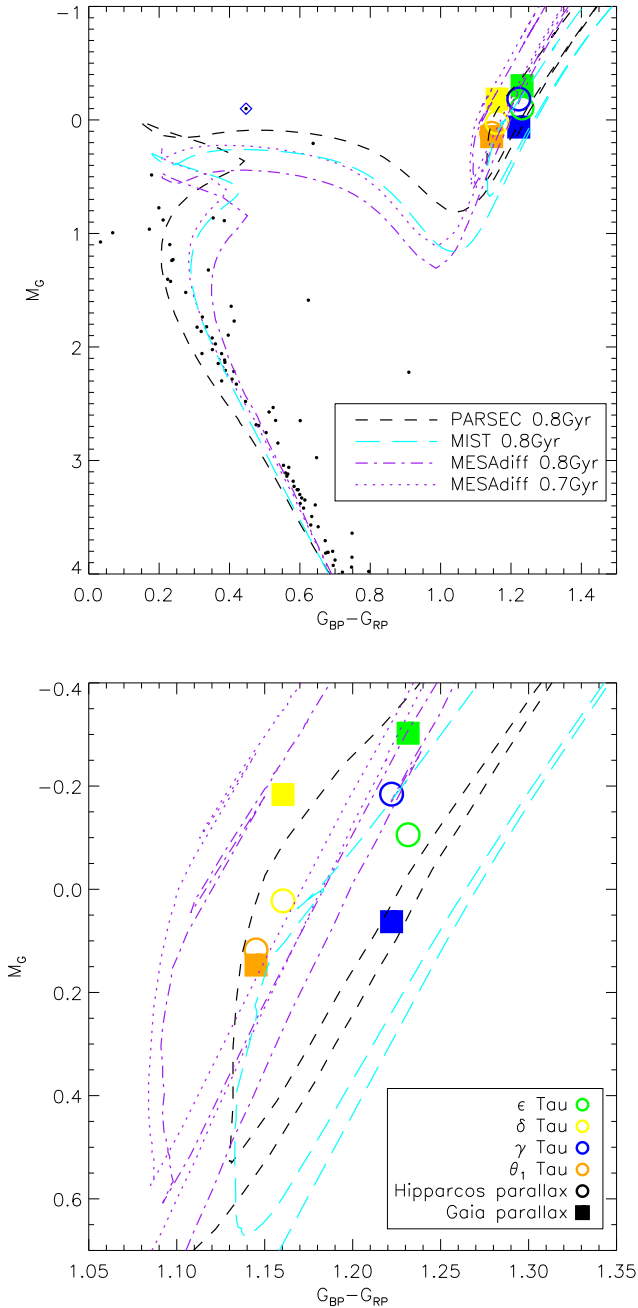 -1
0
1
2
3
4
M_G
PARSEC 0.8Gyr
MIST 0.8Gyr
MESAdiff 0.8Gyr
MESAdiff 0.7Gyr
0.0 0.2 0.4 0.6 0.8 1.0 1.2 1.4
G_BP−G_RP
−0.4
−0.2
0.0
0.2
0.4
0.6
M_G
ϵ Tau
δ Tau
γ Tau
θ_1 Tau
Hipparcos parallax
Gaia parallax
1.05 1.10 1.15 1.20 1.25 1.30 1.35
G_BP−G_RP